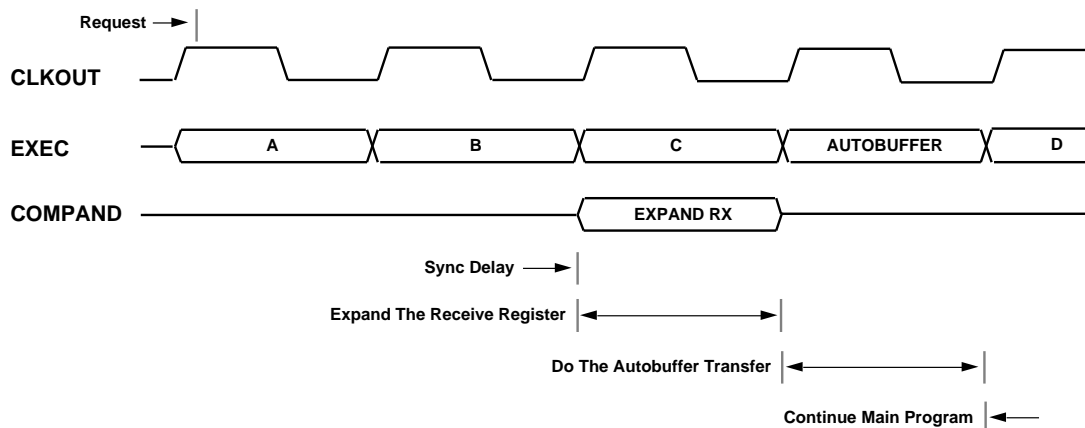 Request
CLKOUT
EXEC A B C AUTOBUFFER D
COMPAND EXPAND RX
Sync Delay
Expand The Receive Register
Do The Autobuffer Transfer
Continue Main Program